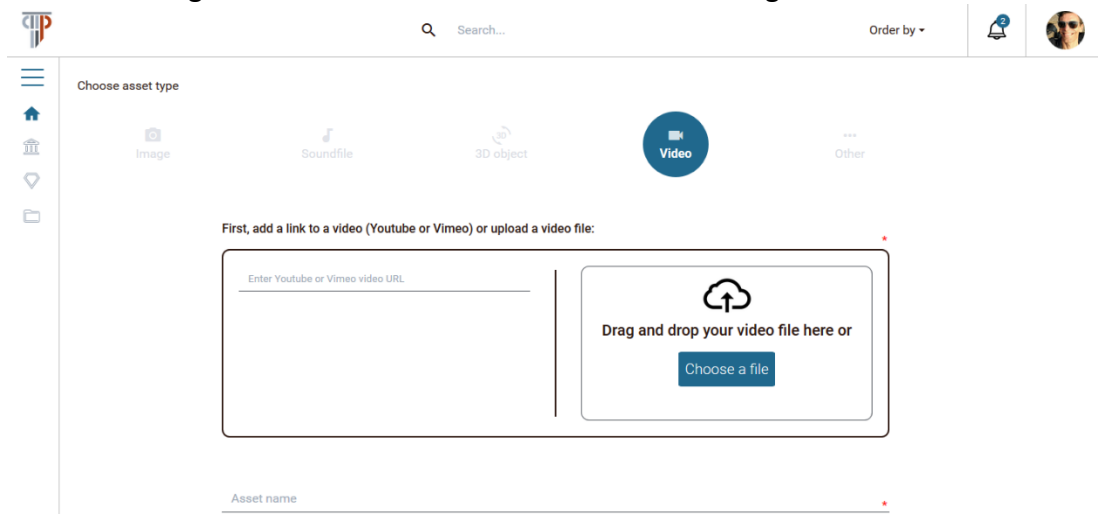 Search...
Order by
2
Choose asset type
Image
Soundfile
3D
3D object
Video
Other
First, add a link to a video (Youtube or Vimeo) or upload a video file:
*
Enter Youtube or Vimeo video URL
Drag and drop your video file here or
Choose a file
Asset name
*